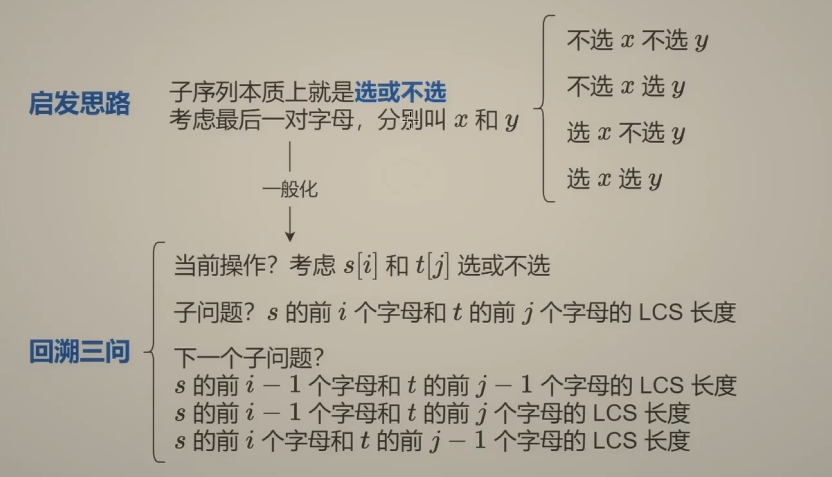 启发思路
子序列本质上就是选或不选
考虑最后一对字母，分别叫 x 和 y
不选 x 不选 y
不选 x 选 y
选 x 不选 y
选 x 选 y
一般化
回溯三问
当前操作？考虑 s[i] 和 t[j] 选或不选
子问题？s 的前 i 个字母和 t 的前 j 个字母的 LCS 长度
下一个子问题？
s 的前 i − 1 个字母和 t 的前 j − 1 个字母的 LCS 长度
s 的前 i − 1 个字母和 t 的前 j 个字母的 LCS 长度
s 的前 i 个字母和 t 的前 j − 1 个字母的 LCS 长度